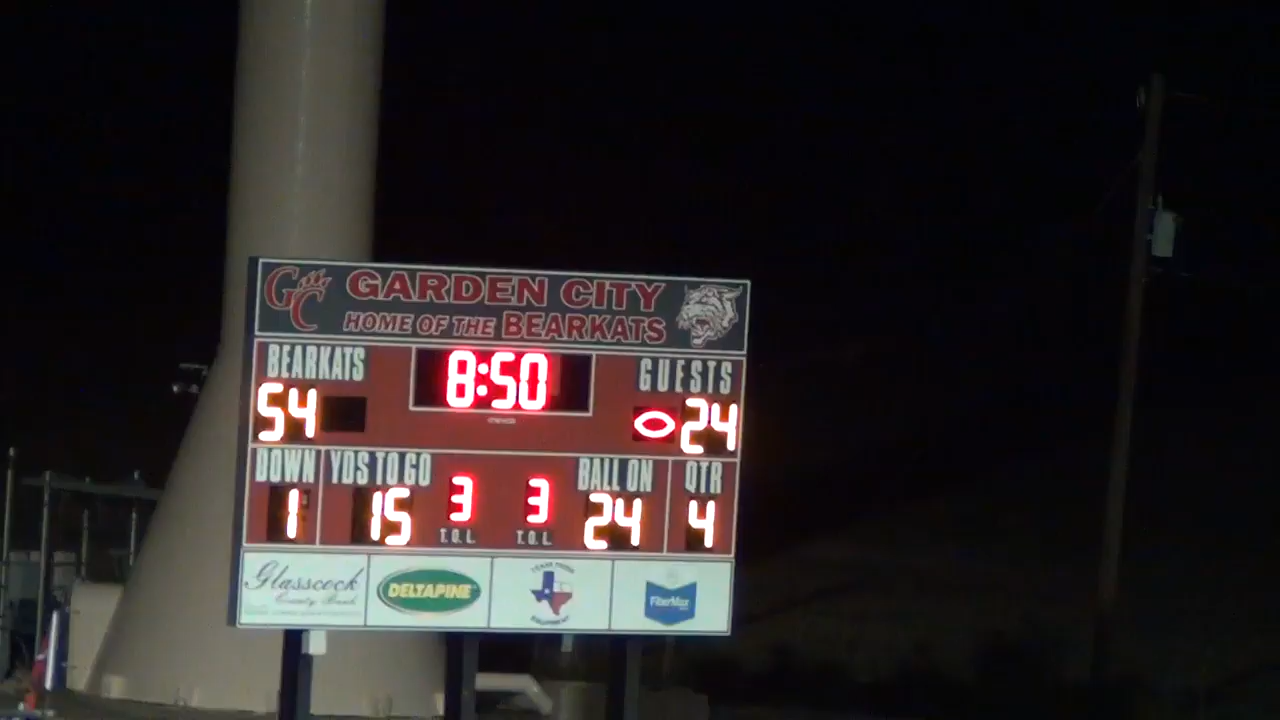 GC GARDEN CITY
HOME OF THE BEARKATS
BEARKATS 8:50 GUESTS
54 24
DOWN YDS TO GO BALL ON QTR
1 15 3 3 24 4
T.O.L. T.O.L.
Glasscock
County Bank
DELTAPINE
FiberMax